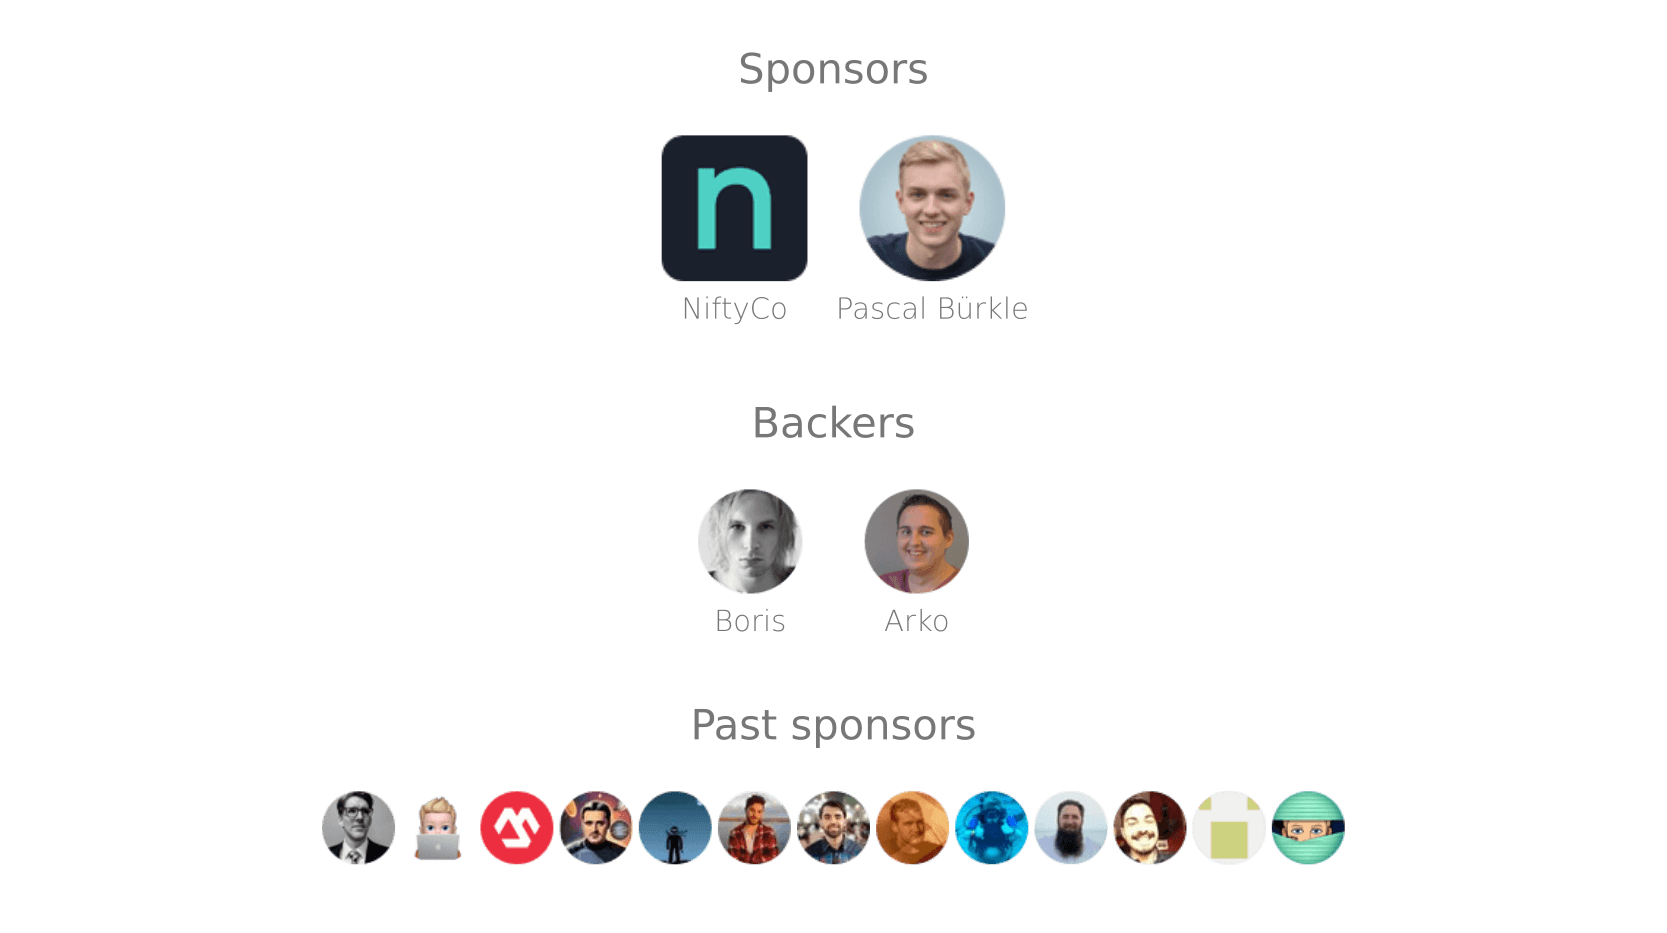 Sponsors
n
NiftyCo
Pascal Bürkle
Backers
Boris
Arko
Past sponsors